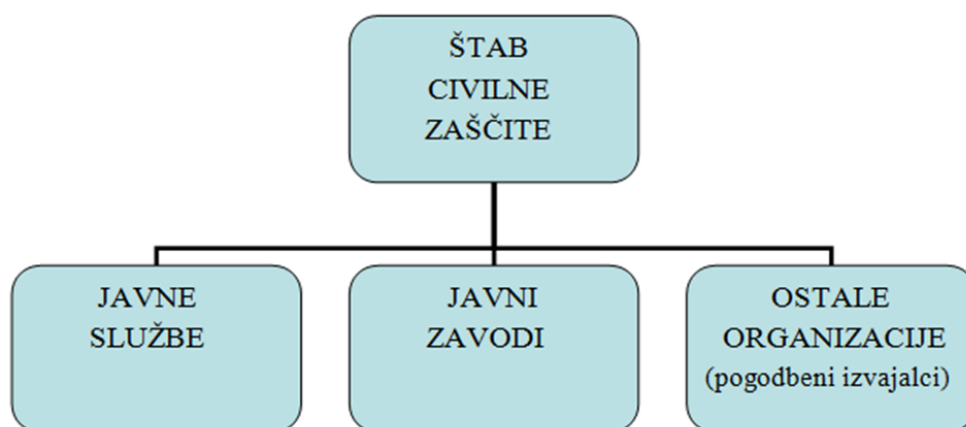 ŠTAB
CIVILNE
ZAŠČITE
JAVNE
SLUŽBE
JAVNI
ZAVODI
OSTALE
ORGANIZACIJE
(pogodbeni izvajalci)